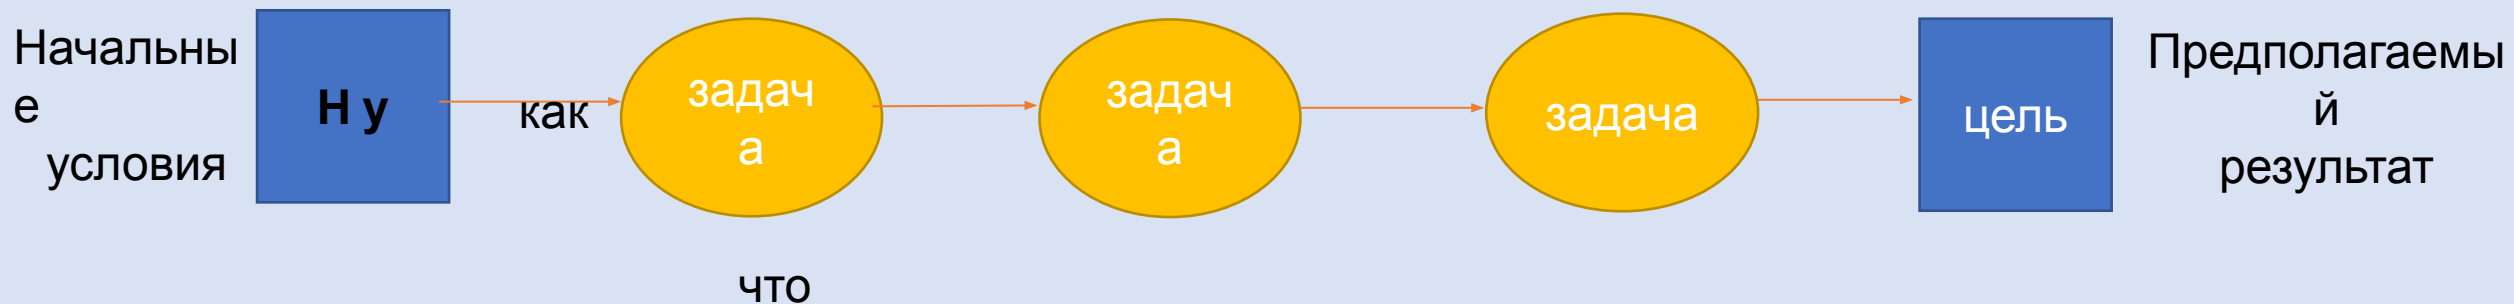 Начальны
е
условия
Н у
как
задач
а
задач
а
задача
цель
Предполагаемы
й
результат
что